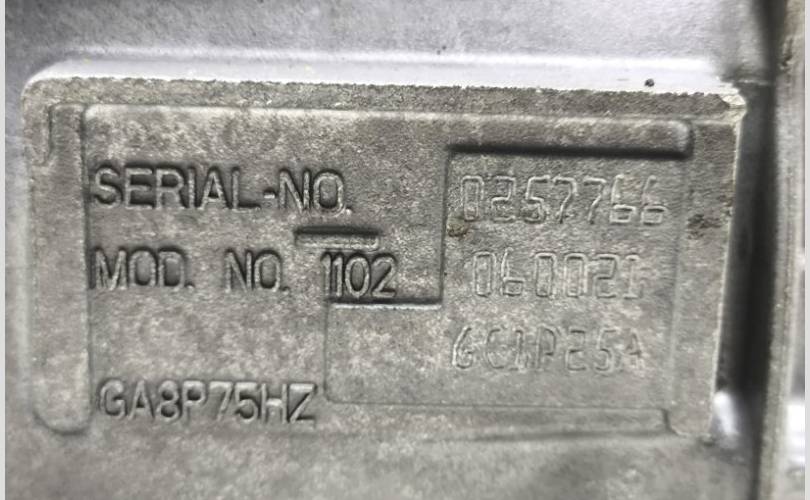 SERIAL-NO. 0257766
MOD. NO. 1102 060021
GA8P75HZ